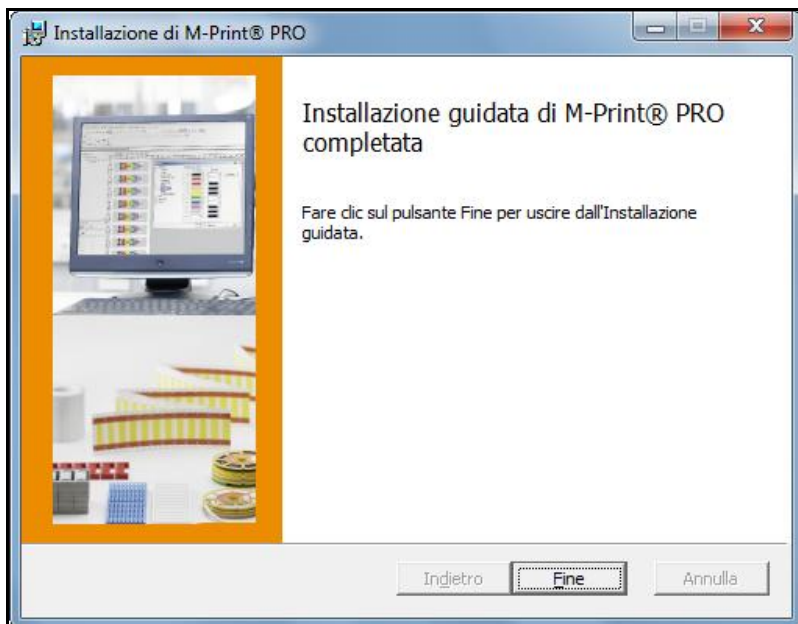 Installazione di M-Print® PRO
Installazione guidata di M-Print® PRO
completata
Fare clic sul pulsante Fine per uscire dall'Installazione
guidata.
Indietro
Fine
Annulla